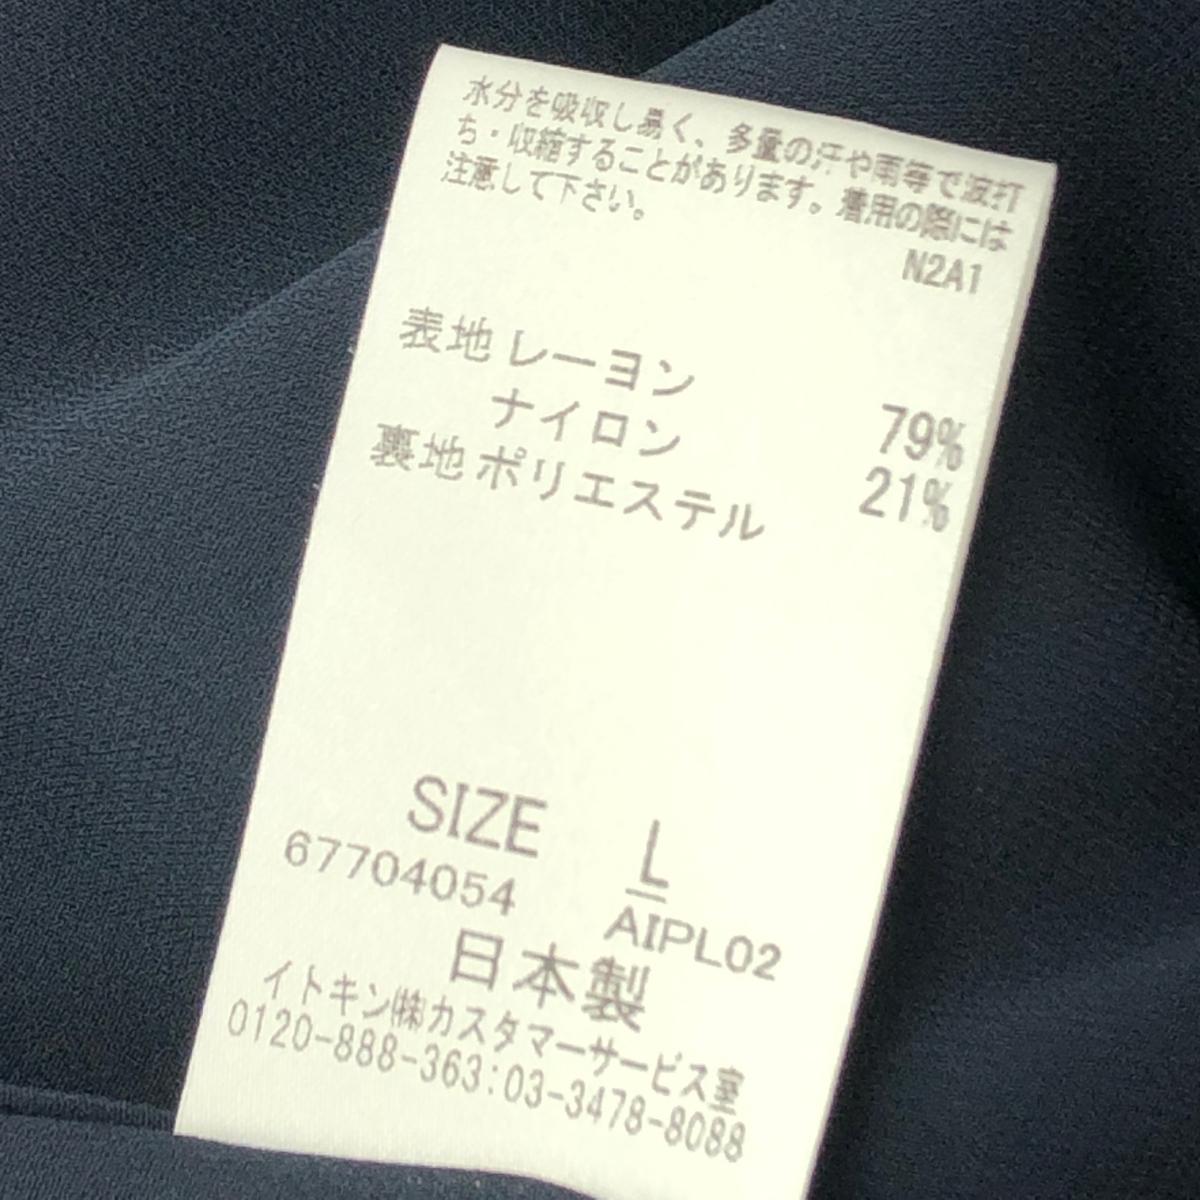 水分を吸収し易く、多量の汗や雨等で波打
ち・収縮することがあります。着用の際には
注意して下さい。
N2A1
表地 レーヨン 79%
ナイロン 21%
裏地 ポリエステル
SIZE L
67704054 AIPL02
日本製
イトキン㈱カスタマーサービス室
0120-888-363:03-3478-8088